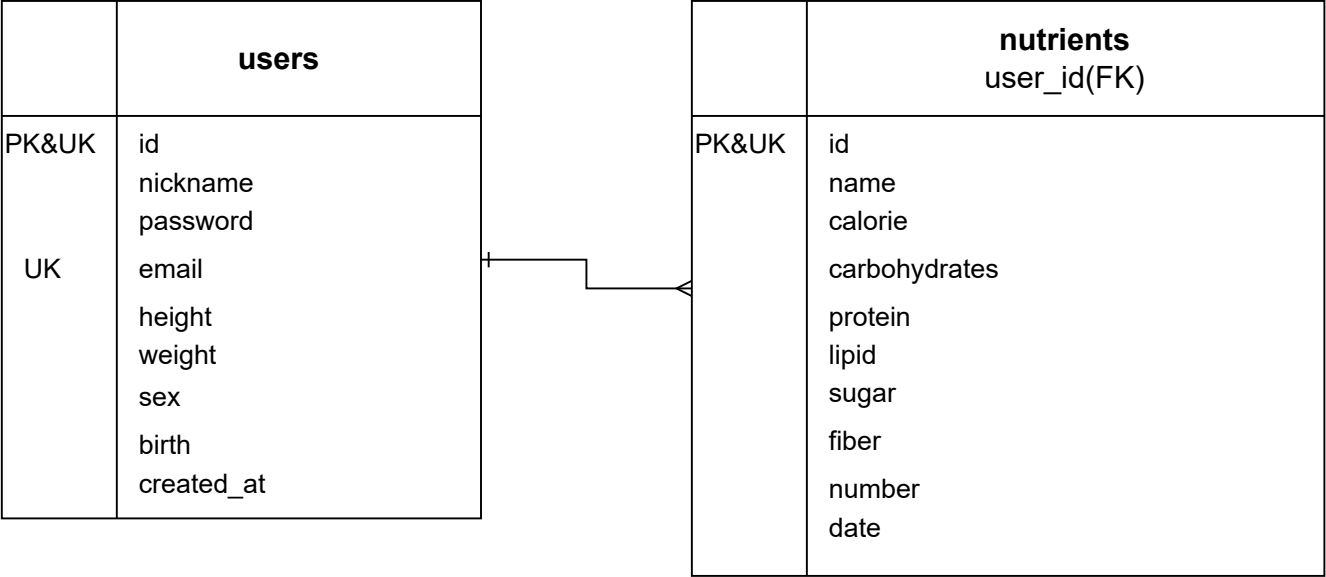 users
PK&UK id
nickname
password
UK email
height
weight
sex
birth
created_at
nutrients
user_id(FK)
PK&UK id
name
calorie
carbohydrates
protein
lipid
sugar
fiber
number
date